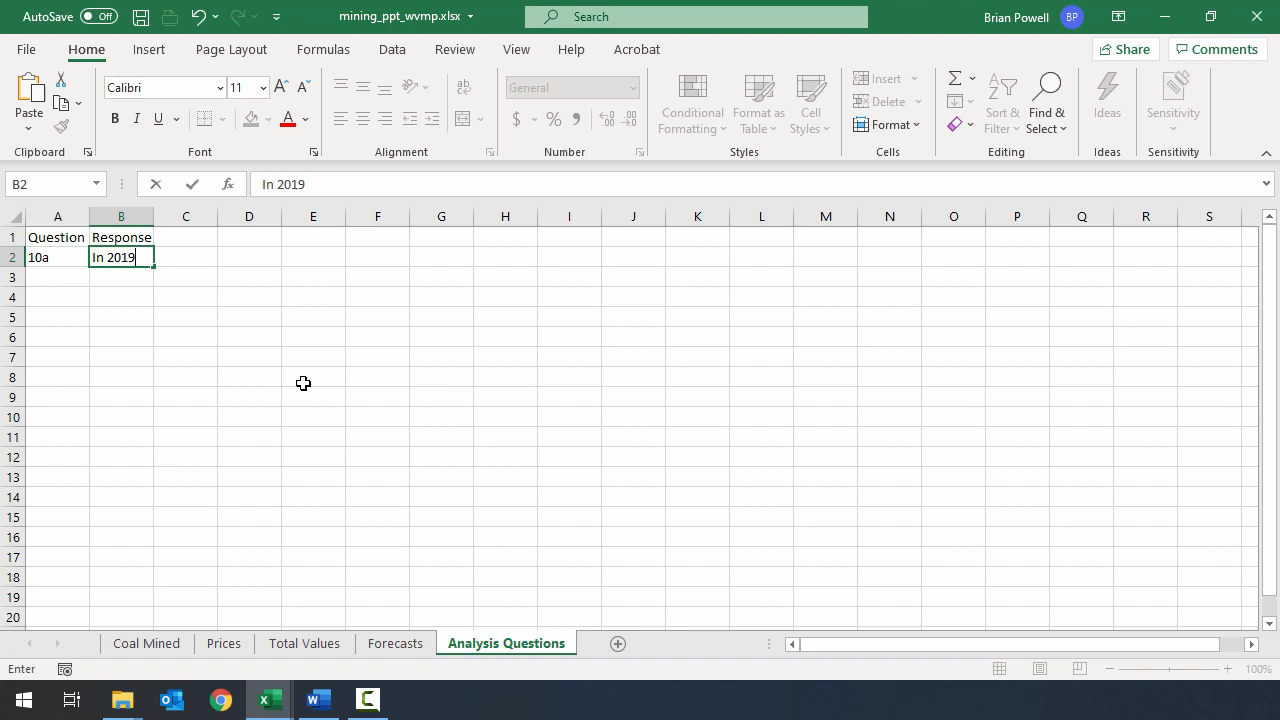 AutoSave Off mining_ppt_wvmp.xlsx Search Brian Powell BP
File Home Insert Page Layout Formulas Data Review View Help Acrobat Share Comments
Paste Calibri 11 B I U A General $ % Conditional Formatting Format as Table Cell Styles Insert Delete Format Sort & Filter Find & Select Ideas Sensitivity
Clipboard Font Alignment Number Styles Cells Editing Ideas Sensitivity
B2 In 2019
A B C D E F G H I J K L M N O P Q R S
1 Question Response
2 10a In 2019
3
4
5
6
7
8
9
10
11
12
13
14
15
16
17
18
19
20
Coal Mined Prices Total Values Forecasts Analysis Questions
Enter 100%